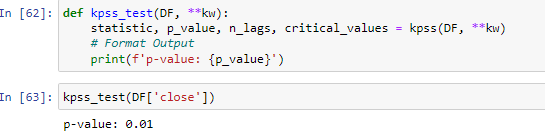 In [62]: def kpss_test(DF, **kw):
    statistic, p_value, n_lags, critical_values = kpss(DF, **kw)
    # Format Output
    print(f'p-value: {p_value}')
In [63]: kpss_test(DF['close'])
p-value: 0.01